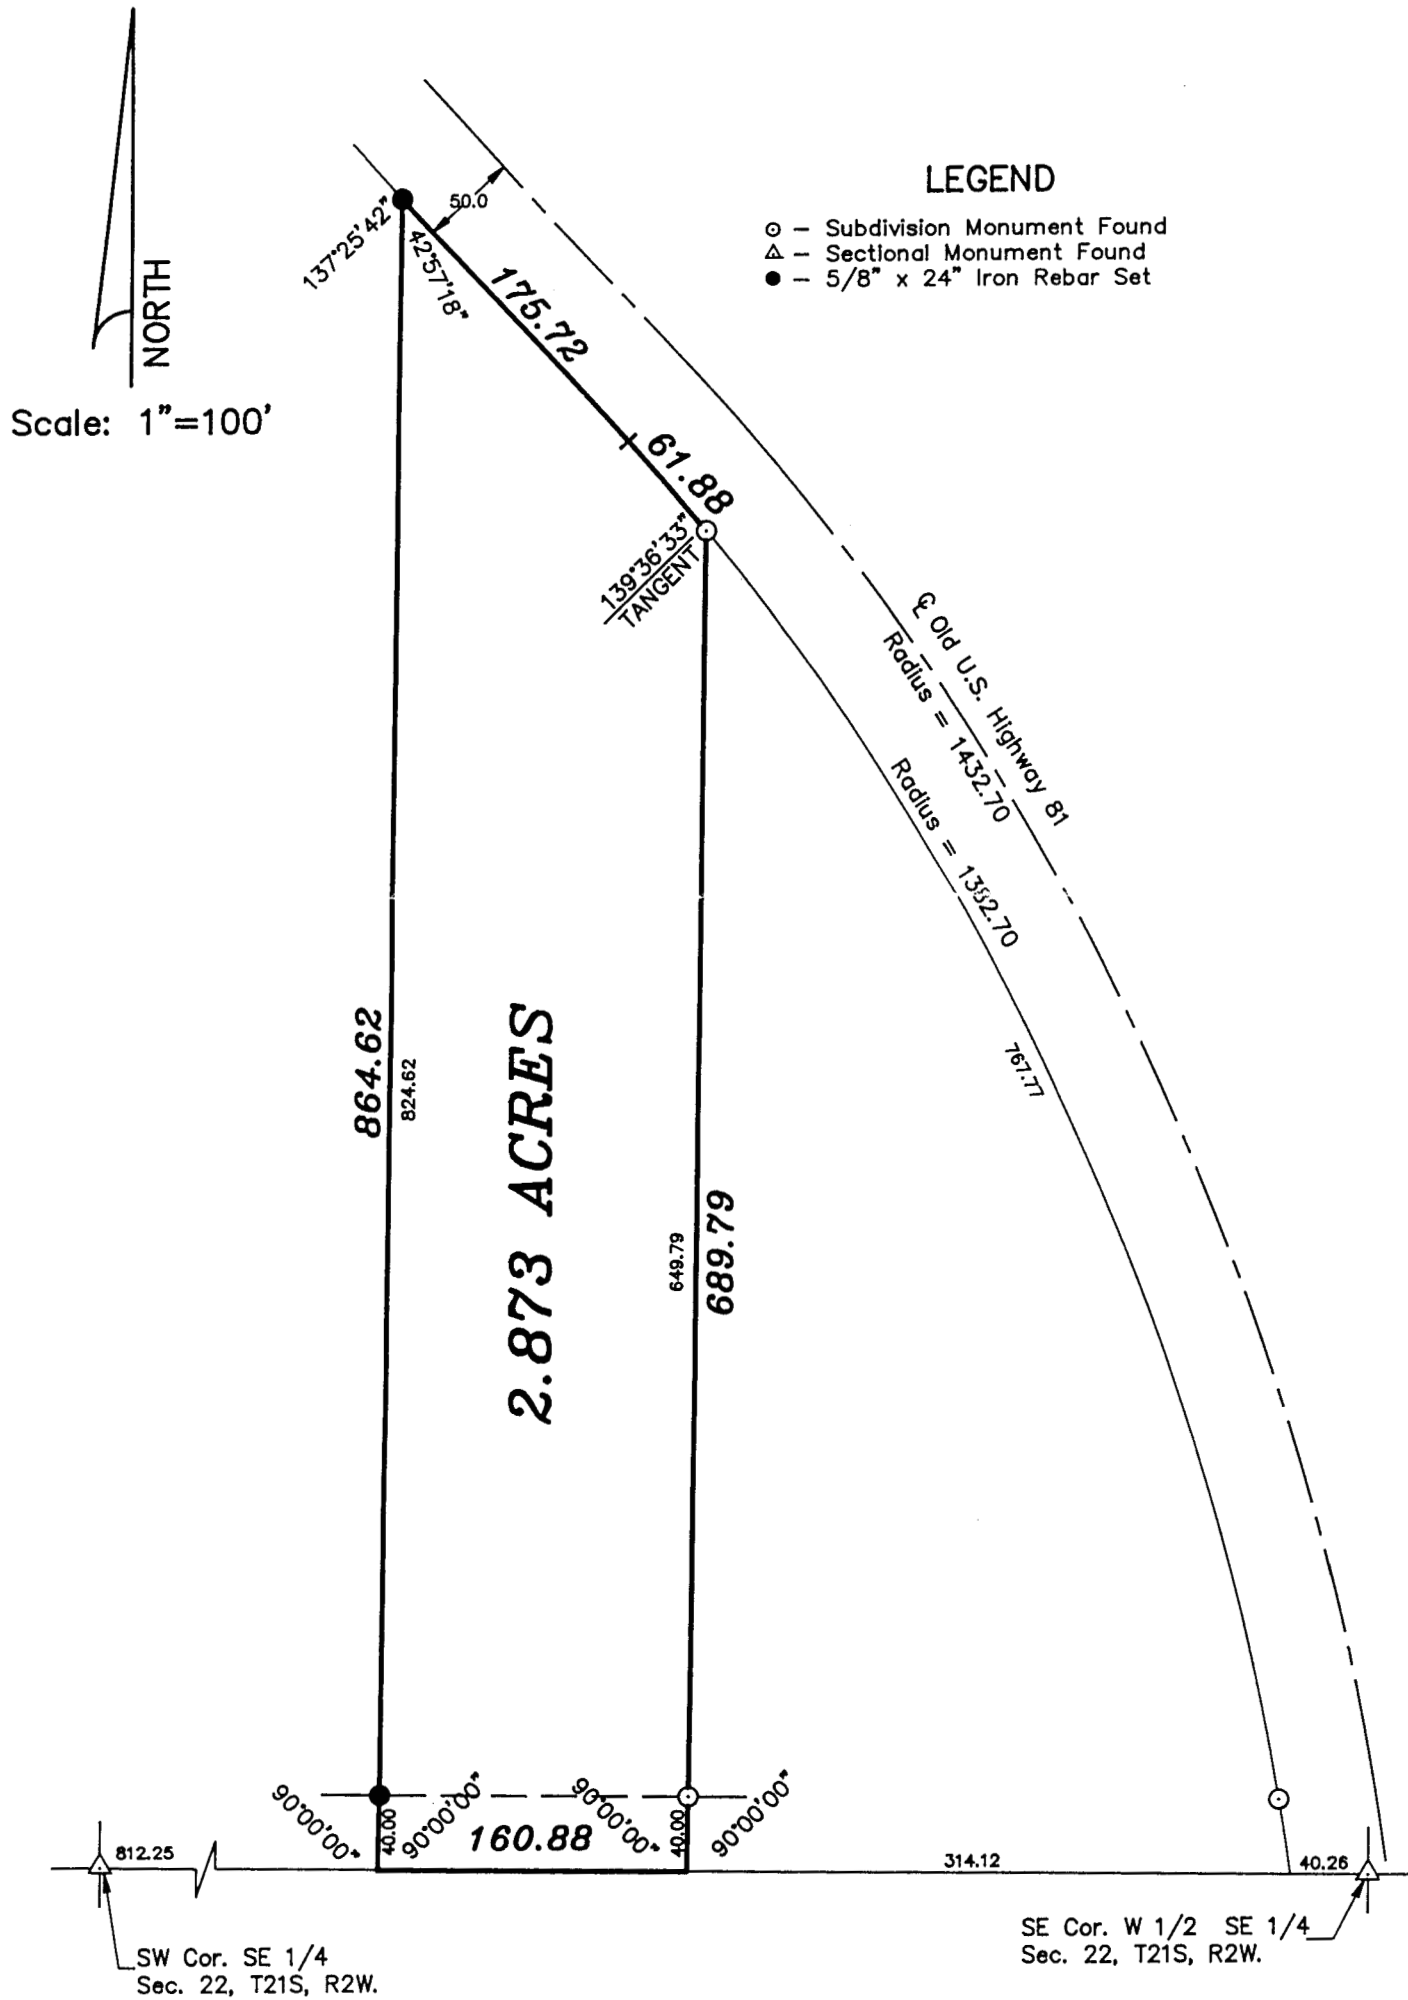 NORTH
Scale: 1"=100'
LEGEND
⊙ – Subdivision Monument Found
△ – Sectional Monument Found
● – 5/8" x 24" Iron Rebar Set
50.0
137°25'42"
42°57'18"
175.72
61.88
139°36'33"
TANGENT
℄ Old U.S. Highway 81
Radius = 1432.70
Radius = 1382.70
767.77
864.62
824.62
2.873 ACRES
649.79
689.79
90°00'00"
40.00
90°00'00"
90°00'00"
40.00
90°00'00"
160.88
812.25
314.12
40.26
SW Cor. SE 1/4
Sec. 22, T21S, R2W.
SE Cor. W 1/2 SE 1/4
Sec. 22, T21S, R2W.